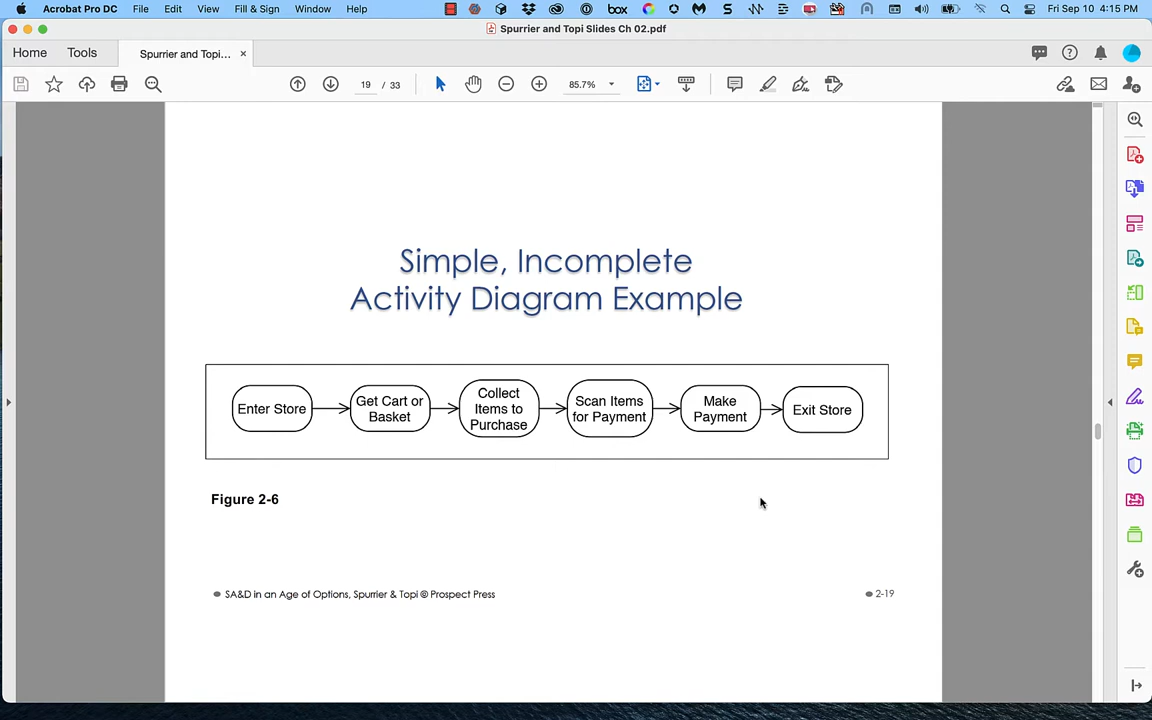 Acrobat Pro DC File Edit View Fill & Sign Window Help box Fri Sep 10 4:15 PM
Spurrier and Topi Slides Ch 02.pdf
Home Tools Spurrier and Topi... ×
19 / 33 85.7%
Simple, Incomplete
Activity Diagram Example
Enter Store
Get Cart or
Basket
Collect
Items to
Purchase
Scan Items
for Payment
Make
Payment
Exit Store
Figure 2-6
SA&D in an Age of Options, Spurrier & Topi © Prospect Press
2-19